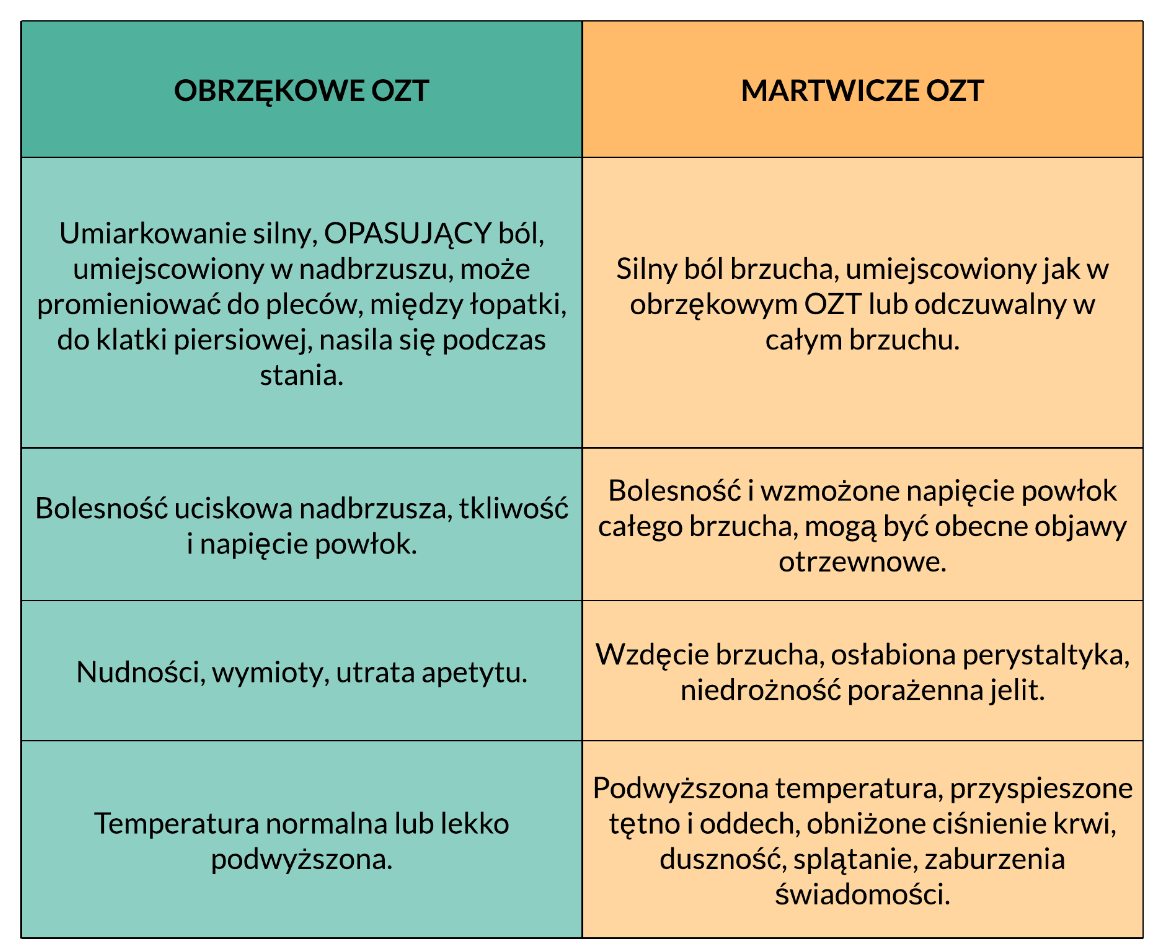 OBRZĘKOWE OZT
MARTWICZE OZT
Umiarkowanie silny, OPASUJĄCY ból,
umiejscowiony w nadbrzuszu, może
promieniować do pleców, między łopatki,
do klatki piersiowej, nasila się podczas
stania.
Silny ból brzucha, umiejscowiony jak w
obrzękowym OZT lub odczuwalny w
całym brzuchu.
Bolesność uciskowa nadbrzusza, tkliwość
i napięcie powłok.
Bolesność i wzmożone napięcie powłok
całego brzucha, mogą być obecne objawy
otrzewnowe.
Nudności, wymioty, utrata apetytu.
Wzdęcie brzucha, osłabiona perystaltyka,
niedrożność porażenna jelit.
Temperatura normalna lub lekko
podwyższona.
Podwyższona temperatura, przyspieszone
tętno i oddech, obniżone ciśnienie krwi,
duszność, splątanie, zaburzenia
świadomości.